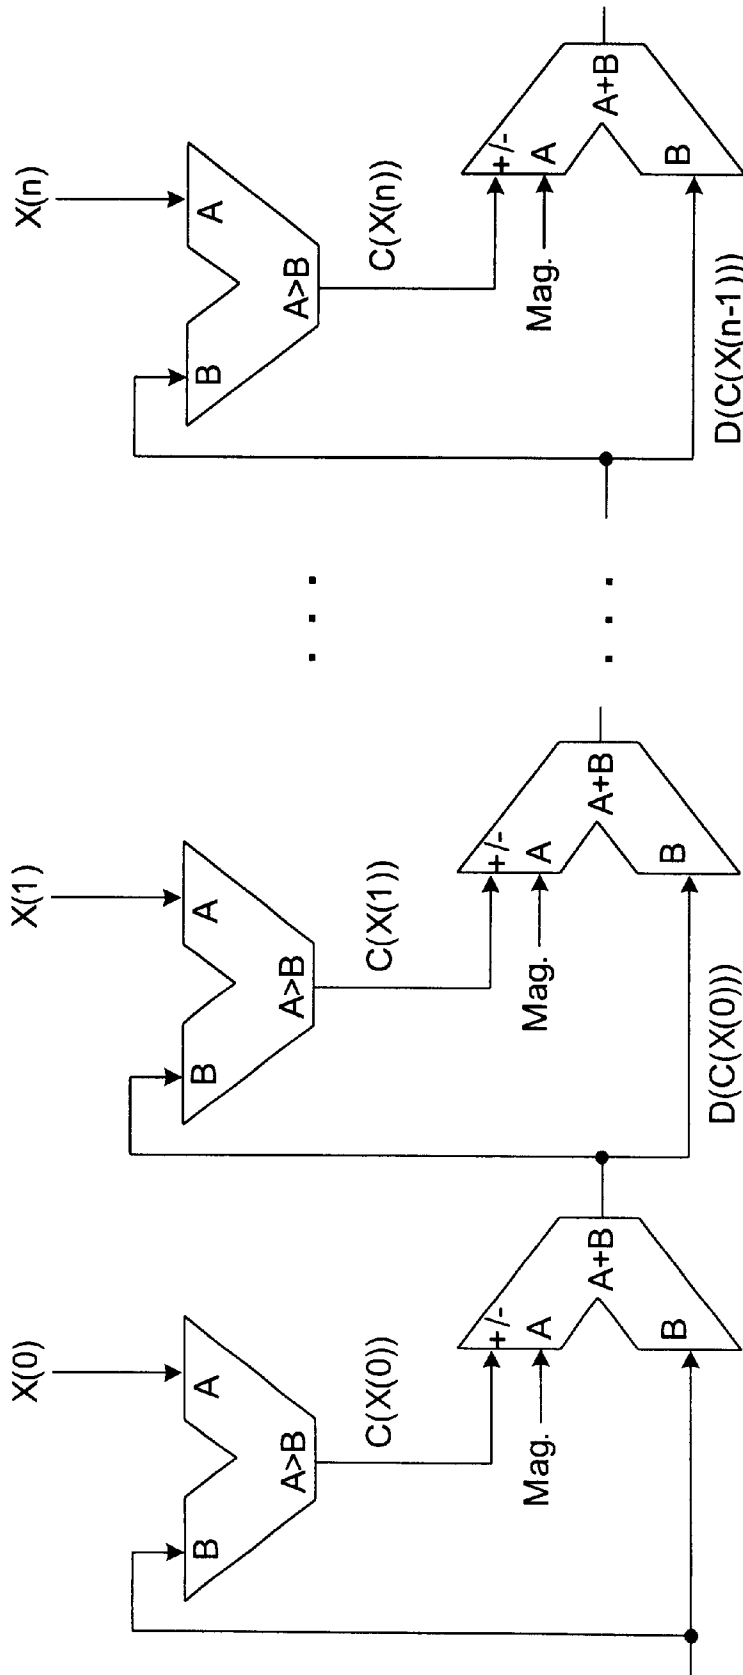 X(0)
B
A
A>B
C(X(0))
Mag.
+/-
A
A+B
B
X(1)
B
A
A>B
C(X(1))
Mag.
+/-
A
A+B
B
D(C(X(0)))
X(n)
B
A
A>B
C(X(n))
Mag.
+/-
A
A+B
B
D(C(X(n-1)))
. . .
. . .